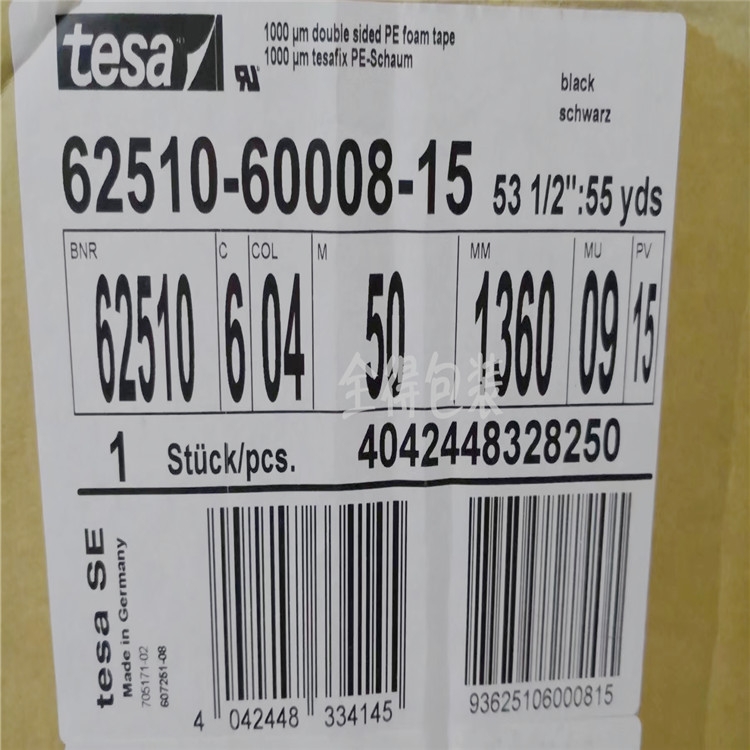 tesa
1000 µm double sided PE foam tape
1000 µm tesafix PE-Schaum
black
schwarz
62510-60008-15 53 1/2":55 yds
BNR C COL M MM MU PV
62510 6 04 50 1360 09 15
全得包装
1 Stück/pcs. 4042448328250
tesa SE
Made in Germany
705171-02
607251-08
4 042448 334145
93625106000815